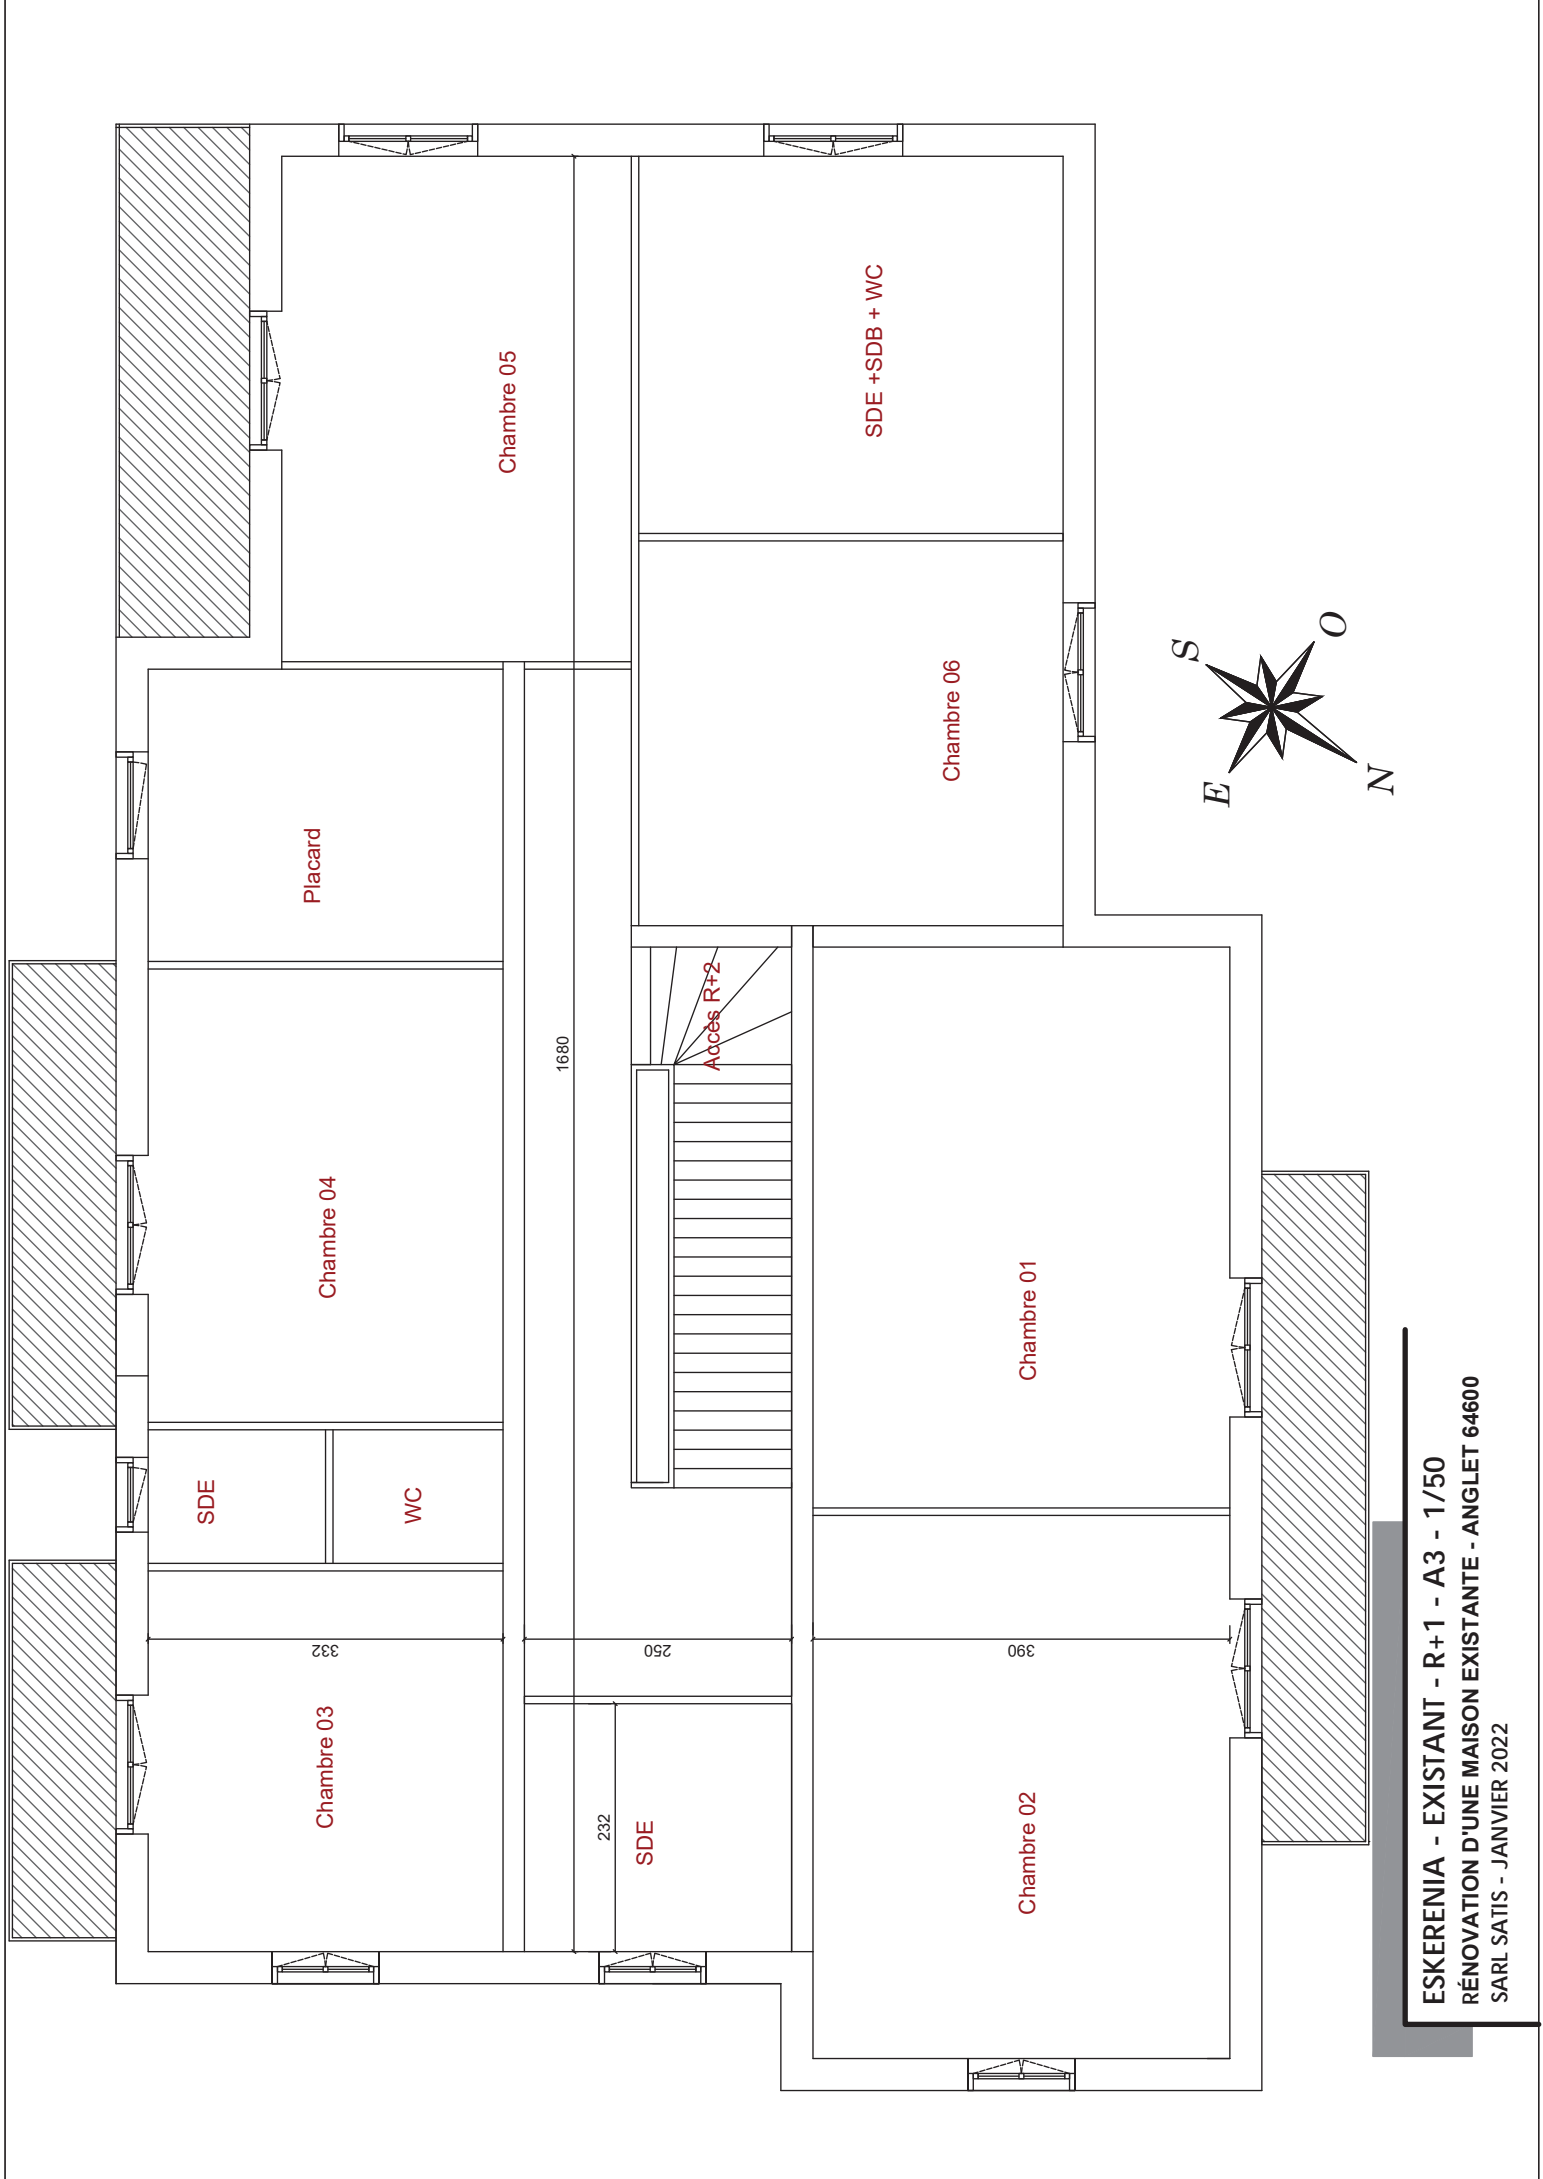 Chambre 03
SDE
WC
Chambre 04
Placard
Chambre 05
332
250
390
232
1680
SDE
Accès R+2
SDE +SDB + WC
Chambre 06
Chambre 02
Chambre 01
S
O
E
N
ESKERENIA - EXISTANT - R+1 - A3 - 1/50
RÉNOVATION D'UNE MAISON EXISTANTE - ANGLET 64600
SARL SATIS - JANVIER 2022